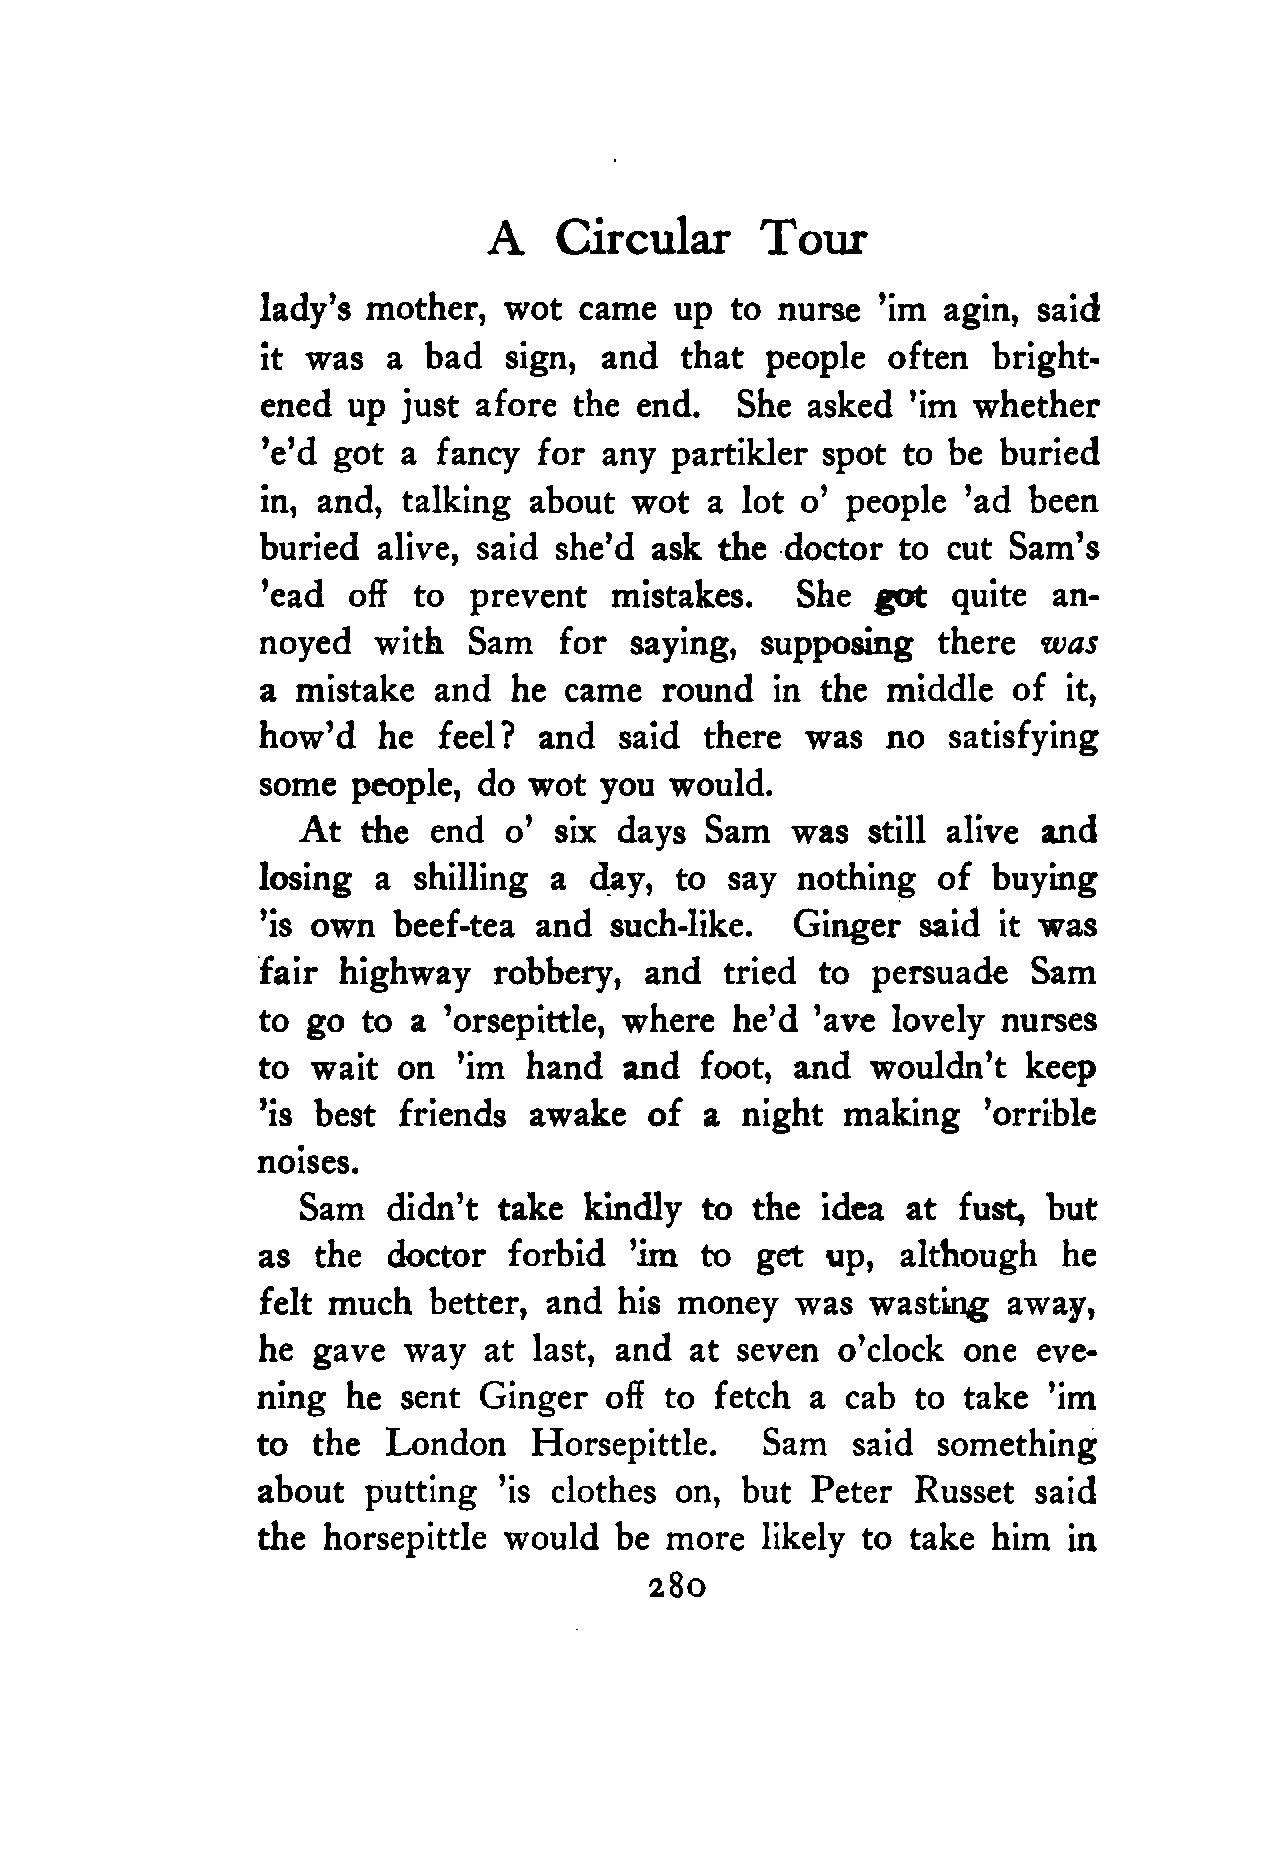 A Circular Tour
lady's mother, wot came up to nurse 'im agin, said
it was a bad sign, and that people often bright-
ened up just afore the end. She asked 'im whether
'e'd got a fancy for any partikler spot to be buried
in, and, talking about wot a lot o' people 'ad been
buried alive, said she'd ask the doctor to cut Sam's
'ead off to prevent mistakes. She got quite an-
noyed with Sam for saying, supposing there was
a mistake and he came round in the middle of it,
how'd he feel? and said there was no satisfying
some people, do wot you would.
At the end o' six days Sam was still alive and
losing a shilling a day, to say nothing of buying
'is own beef-tea and such-like. Ginger said it was
fair highway robbery, and tried to persuade Sam
to go to a 'orsepittle, where he'd 'ave lovely nurses
to wait on 'im hand and foot, and wouldn't keep
'is best friends awake of a night making 'orrible
noises.
Sam didn't take kindly to the idea at fust, but
as the doctor forbid 'im to get up, although he
felt much better, and his money was wasting away,
he gave way at last, and at seven o'clock one eve-
ning he sent Ginger off to fetch a cab to take 'im
to the London Horsepittle. Sam said something
about putting 'is clothes on, but Peter Russet said
the horsepittle would be more likely to take him in
280